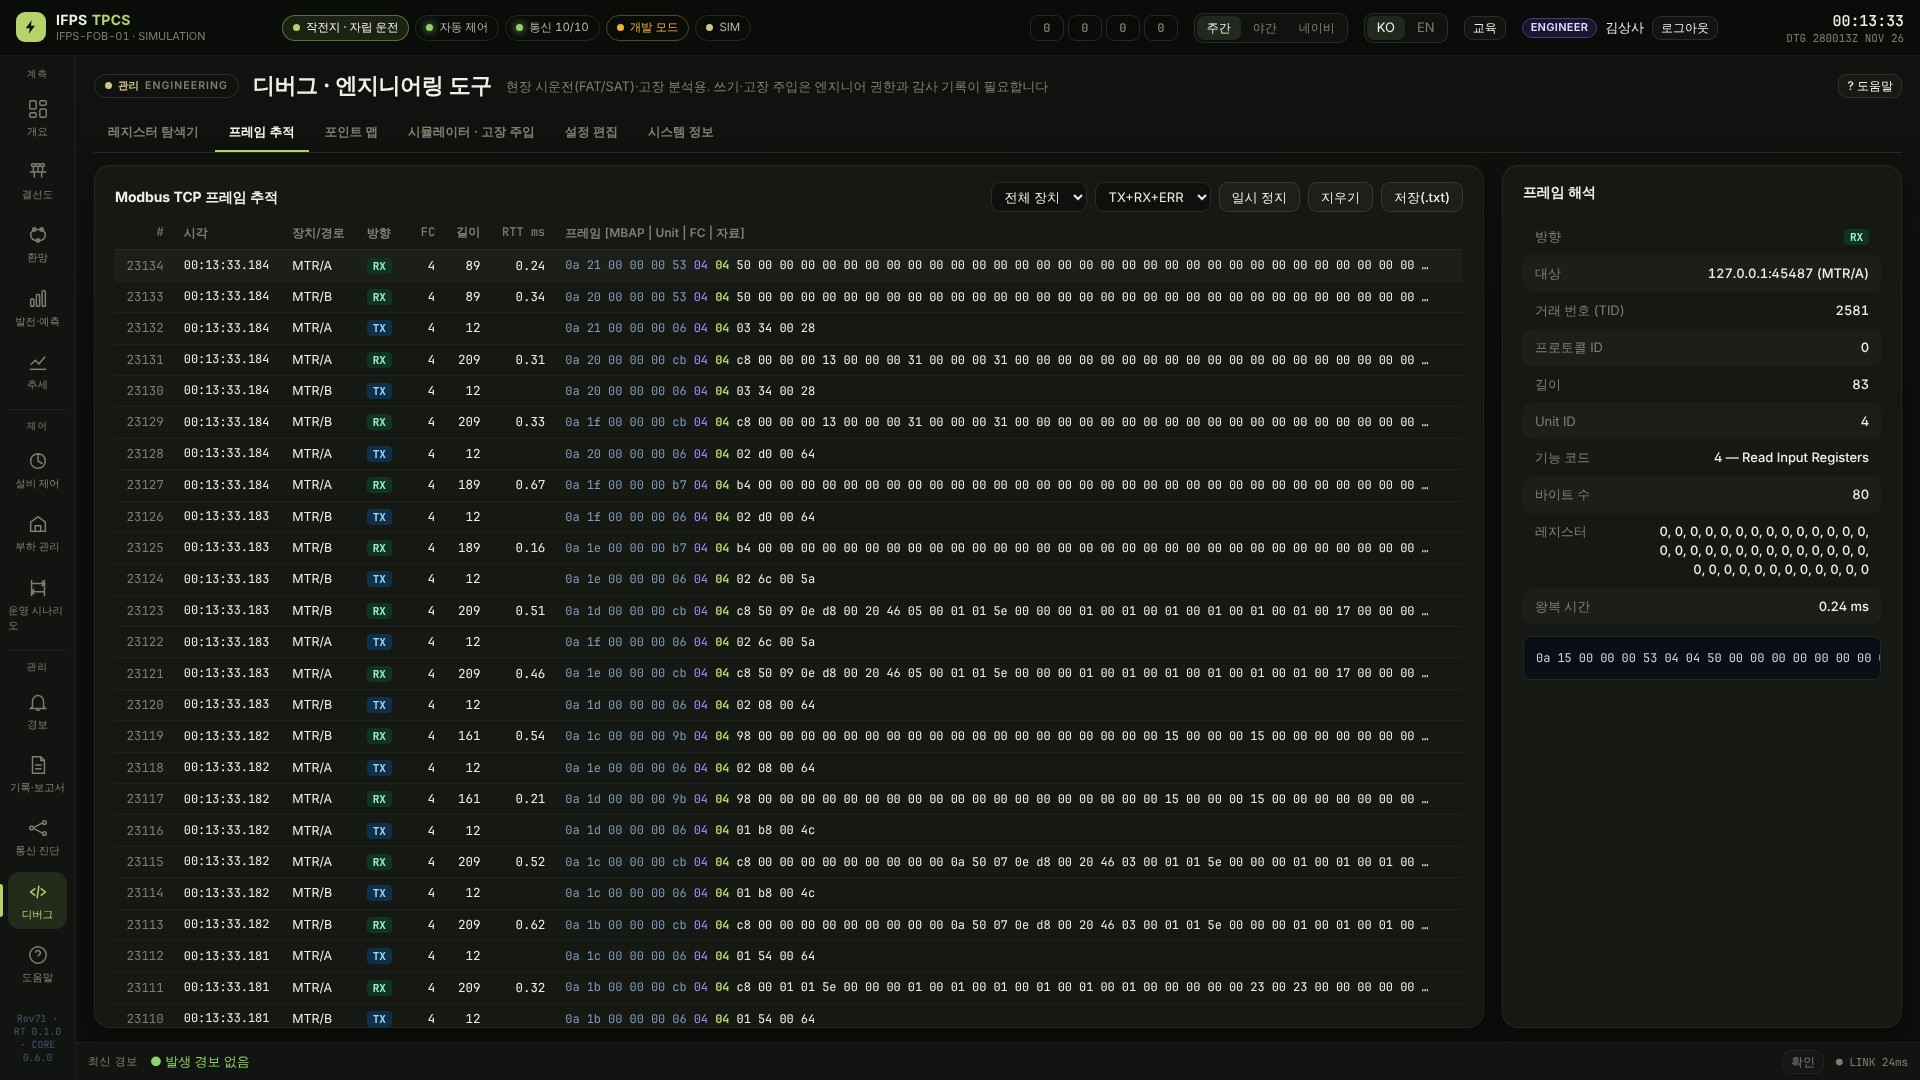 IFPS TPCS
IFPS-FOB-01 · SIMULATION
작전지 · 자립 운전
자동 제어
통신 10/10
개발 모드
SIM
0 0 0 0
주간 야간 네이비
KO EN
교육
ENGINEER 김상사 로그아웃
00:13:33
DTG 280013Z NOV 26
계측
개요
결선도
환망
발전·예측
추세
제어
설비 제어
부하 관리
운영 시나리
오
관리
경보
기록·보고서
통신 진단
디버그
도움말
Rev71 ·
RT 0.1.0
· CORE
0.6.0
관리 ENGINEERING
디버그 · 엔지니어링 도구
현장 시운전(FAT/SAT)·고장 분석용. 쓰기·고장 주입은 엔지니어 권한과 감사 기록이 필요합니다
? 도움말
레지스터 탐색기 프레임 추적 포인트 맵 시뮬레이터 · 고장 주입 설정 편집 시스템 정보
Modbus TCP 프레임 추적
전체 장치 TX+RX+ERR 일시 정지 지우기 저장(.txt)
# 시각 장치/경로 방향 FC 길이 RTT ms 프레임 [MBAP | Unit | FC | 자료]
23134 00:13:33.184 MTR/A RX 4 89 0.24 0a 21 00 00 00 53 04 04 50 00 00 00 00 00 00 00 00 00 00 00 00 00 00 00 00 00 00 00 00 00 00 00 00 00 00 00 00 00 00 00 …
23133 00:13:33.184 MTR/B RX 4 89 0.34 0a 20 00 00 00 53 04 04 50 00 00 00 00 00 00 00 00 00 00 00 00 00 00 00 00 00 00 00 00 00 00 00 00 00 00 00 00 00 00 00 …
23132 00:13:33.184 MTR/A TX 4 12 0a 21 00 00 00 06 04 04 03 34 00 28
23131 00:13:33.184 MTR/A RX 4 209 0.31 0a 20 00 00 00 cb 04 04 c8 00 00 00 13 00 00 00 31 00 00 00 31 00 00 00 00 00 00 00 00 00 00 00 00 00 00 00 00 00 00 00 …
23130 00:13:33.184 MTR/B TX 4 12 0a 20 00 00 00 06 04 04 03 34 00 28
23129 00:13:33.184 MTR/B RX 4 209 0.33 0a 1f 00 00 00 cb 04 04 c8 00 00 00 13 00 00 00 31 00 00 00 31 00 00 00 00 00 00 00 00 00 00 00 00 00 00 00 00 00 00 00 …
23128 00:13:33.184 MTR/A TX 4 12 0a 20 00 00 00 06 04 04 02 d0 00 64
23127 00:13:33.184 MTR/A RX 4 189 0.67 0a 1f 00 00 00 b7 04 04 b4 00 00 00 00 00 00 00 00 00 00 00 00 00 00 00 00 00 00 00 00 00 00 00 00 00 00 00 00 00 00 00 …
23126 00:13:33.183 MTR/B TX 4 12 0a 1f 00 00 00 06 04 04 02 d0 00 64
23125 00:13:33.183 MTR/B RX 4 189 0.16 0a 1e 00 00 00 b7 04 04 b4 00 00 00 00 00 00 00 00 00 00 00 00 00 00 00 00 00 00 00 00 00 00 00 00 00 00 00 00 00 00 00 …
23124 00:13:33.183 MTR/B TX 4 12 0a 1e 00 00 00 06 04 04 02 6c 00 5a
23123 00:13:33.183 MTR/B RX 4 209 0.51 0a 1d 00 00 00 cb 04 04 c8 50 09 0e d8 00 20 46 05 00 01 01 5e 00 00 00 01 00 01 00 01 00 01 00 01 00 01 00 17 00 00 00 …
23122 00:13:33.183 MTR/A TX 4 12 0a 1f 00 00 00 06 04 04 02 6c 00 5a
23121 00:13:33.183 MTR/A RX 4 209 0.46 0a 1e 00 00 00 cb 04 04 c8 50 09 0e d8 00 20 46 05 00 01 01 5e 00 00 00 01 00 01 00 01 00 01 00 01 00 01 00 17 00 00 00 …
23120 00:13:33.183 MTR/B TX 4 12 0a 1d 00 00 00 06 04 04 02 08 00 64
23119 00:13:33.182 MTR/B RX 4 161 0.54 0a 1c 00 00 00 9b 04 04 98 00 00 00 00 00 00 00 00 00 00 00 00 00 00 00 00 00 00 00 15 00 00 00 15 00 00 00 00 00 00 00 …
23118 00:13:33.182 MTR/A TX 4 12 0a 1e 00 00 00 06 04 04 02 08 00 64
23117 00:13:33.182 MTR/A RX 4 161 0.21 0a 1d 00 00 00 9b 04 04 98 00 00 00 00 00 00 00 00 00 00 00 00 00 00 00 00 00 00 00 15 00 00 00 15 00 00 00 00 00 00 00 …
23116 00:13:33.182 MTR/A TX 4 12 0a 1d 00 00 00 06 04 04 01 b8 00 4c
23115 00:13:33.182 MTR/A RX 4 209 0.52 0a 1c 00 00 00 cb 04 04 c8 00 00 00 00 00 00 00 00 00 0a 50 07 0e d8 00 20 46 03 00 01 01 5e 00 00 00 01 00 01 00 01 00 …
23114 00:13:33.182 MTR/B TX 4 12 0a 1c 00 00 00 06 04 04 01 b8 00 4c
23113 00:13:33.182 MTR/B RX 4 209 0.62 0a 1b 00 00 00 cb 04 04 c8 00 00 00 00 00 00 00 00 00 0a 50 07 0e d8 00 20 46 03 00 01 01 5e 00 00 00 01 00 01 00 01 00 …
23112 00:13:33.181 MTR/A TX 4 12 0a 1c 00 00 00 06 04 04 01 54 00 64
23111 00:13:33.181 MTR/A RX 4 209 0.32 0a 1b 00 00 00 cb 04 04 c8 00 01 01 5e 00 00 00 01 00 01 00 01 00 01 00 01 00 01 00 00 00 00 00 23 00 23 00 00 00 00 00 …
23110 00:13:33.181 MTR/B TX 4 12 0a 1b 00 00 00 06 04 04 01 54 00 64
프레임 해석
방향 RX
대상 127.0.0.1:45487 (MTR/A)
거래 번호 (TID) 2581
프로토콜 ID 0
길이 83
Unit ID 4
기능 코드 4 — Read Input Registers
바이트 수 80
레지스터 0, 0, 0, 0, 0, 0, 0, 0, 0, 0, 0, 0, 0, 0,
0, 0, 0, 0, 0, 0, 0, 0, 0, 0, 0, 0, 0, 0,
0, 0, 0, 0, 0, 0, 0, 0, 0, 0, 0, 0
왕복 시간 0.24 ms
0a 15 00 00 00 53 04 04 50 00 00 00 00 00 00 00
최신 경보 발생 경보 없음
확인 LINK 24ms